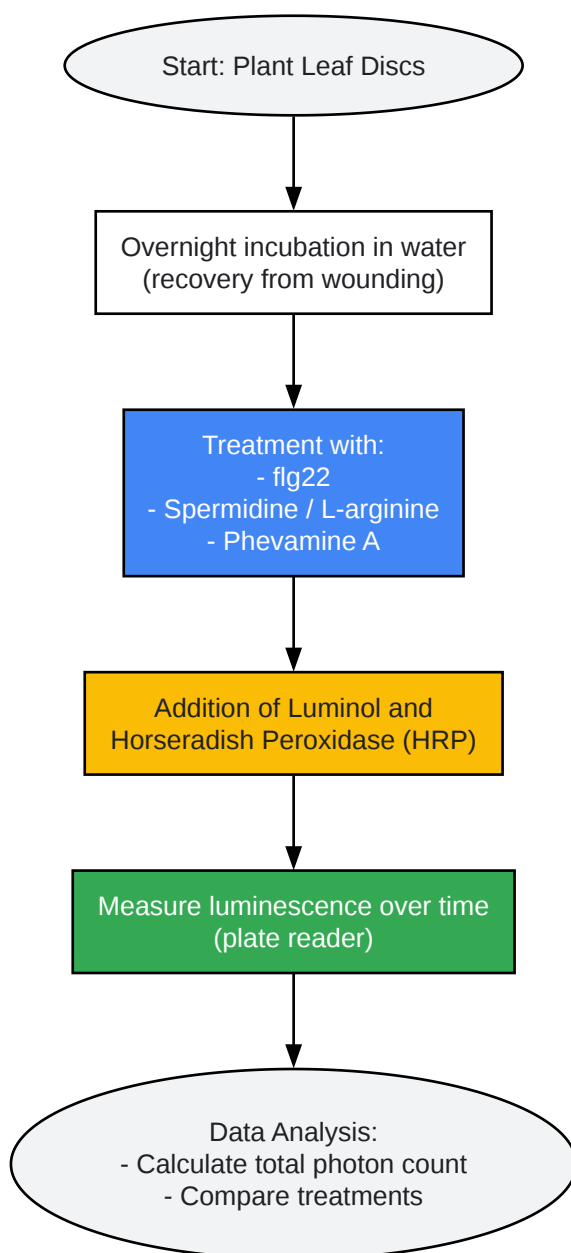 Start: Plant Leaf Discs
Overnight incubation in water
(recovery from wounding)
Treatment with:
- flg22
- Spermidine / L-arginine
- Phevamine A
Addition of Luminol and
Horseradish Peroxidase (HRP)
Measure luminescence over time
(plate reader)
Data Analysis:
- Calculate total photon count
- Compare treatments